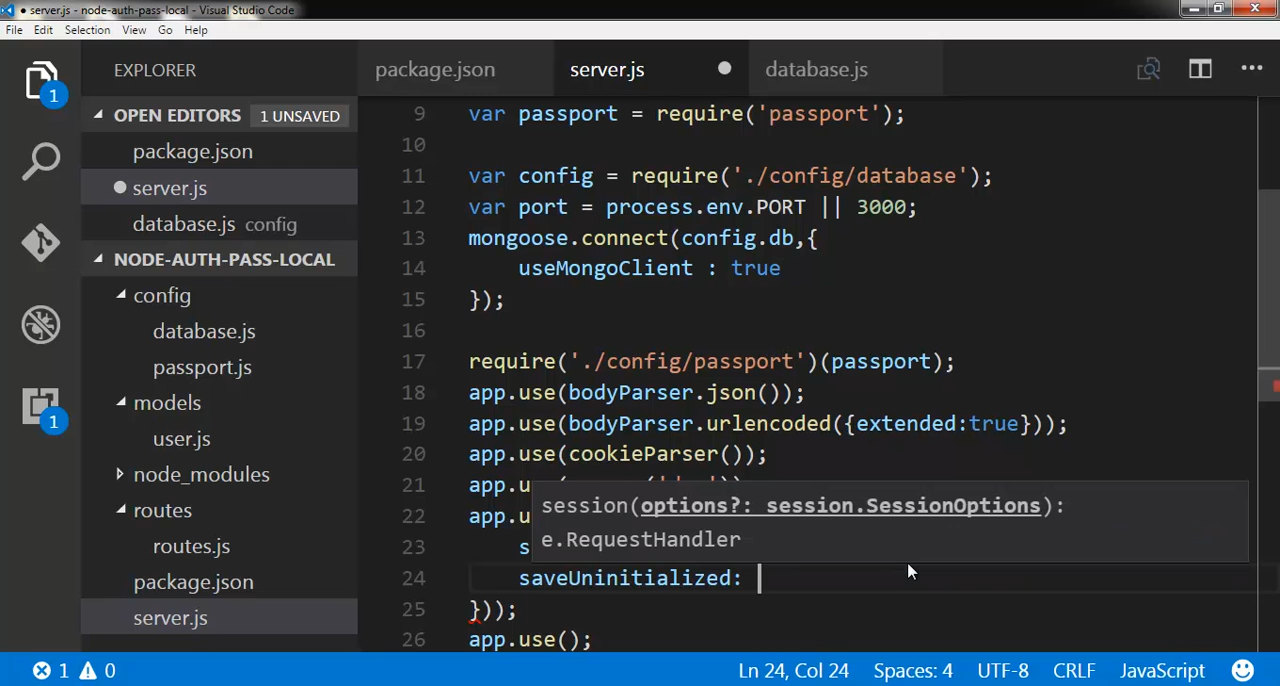 server.js - node-auth-pass-local - Visual Studio Code
File Edit Selection View Go Help
EXPLORER
package.json server.js database.js
OPEN EDITORS 1 UNSAVED
package.json
server.js
database.js config
NODE-AUTH-PASS-LOCAL
config
database.js
passport.js
models
user.js
node_modules
routes
routes.js
package.json
server.js
1
1
9 var passport = require('passport');
10
11 var config = require('./config/database');
12 var port = process.env.PORT || 3000;
13 mongoose.connect(config.db,{
14 useMongoClient : true
15 });
16
17 require('./config/passport')(passport);
18 app.use(bodyParser.json());
19 app.use(bodyParser.urlencoded({extended:true}));
20 app.use(cookieParser());
21 app.u
22 app.u
23 s
session(options?: session.SessionOptions):
e.RequestHandler
24 saveUninitialized:
25 }));
26 app.use();
1 0 Ln 24, Col 24 Spaces: 4 UTF-8 CRLF JavaScript